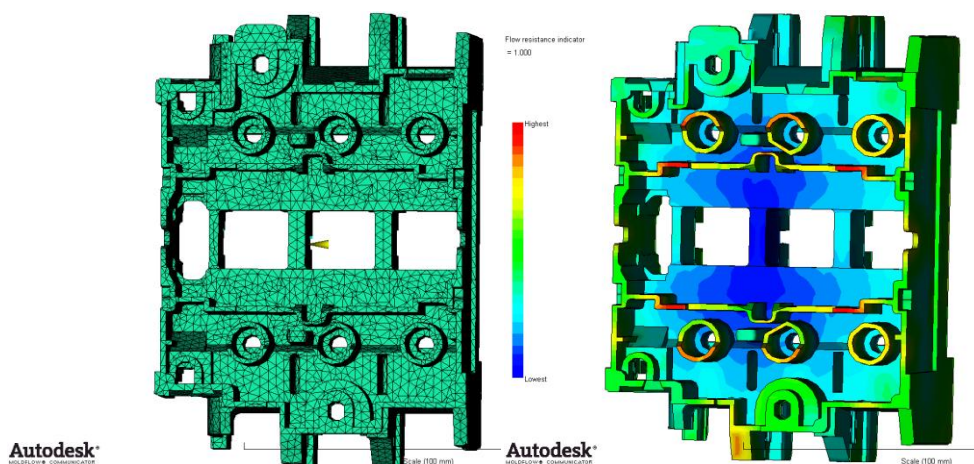 Flow resistance indicator
= 1.000
Highest
Lowest
Autodesk®
MOLDFLOW® COMMUNICATOR
Scale (100 mm)
Autodesk®
MOLDFLOW® COMMUNICATOR
Scale (100 mm)